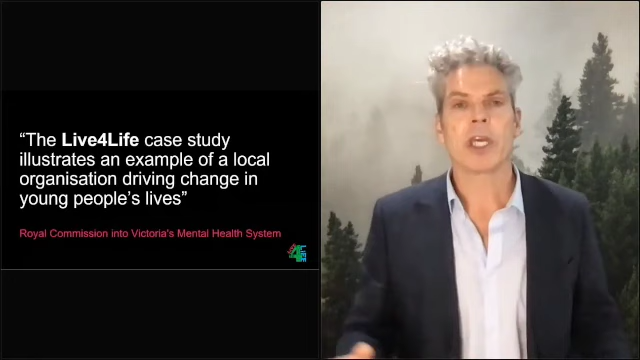 “The Live4Life case study
illustrates an example of a local
organisation driving change in
young people’s lives”
Royal Commission into Victoria's Mental Health System